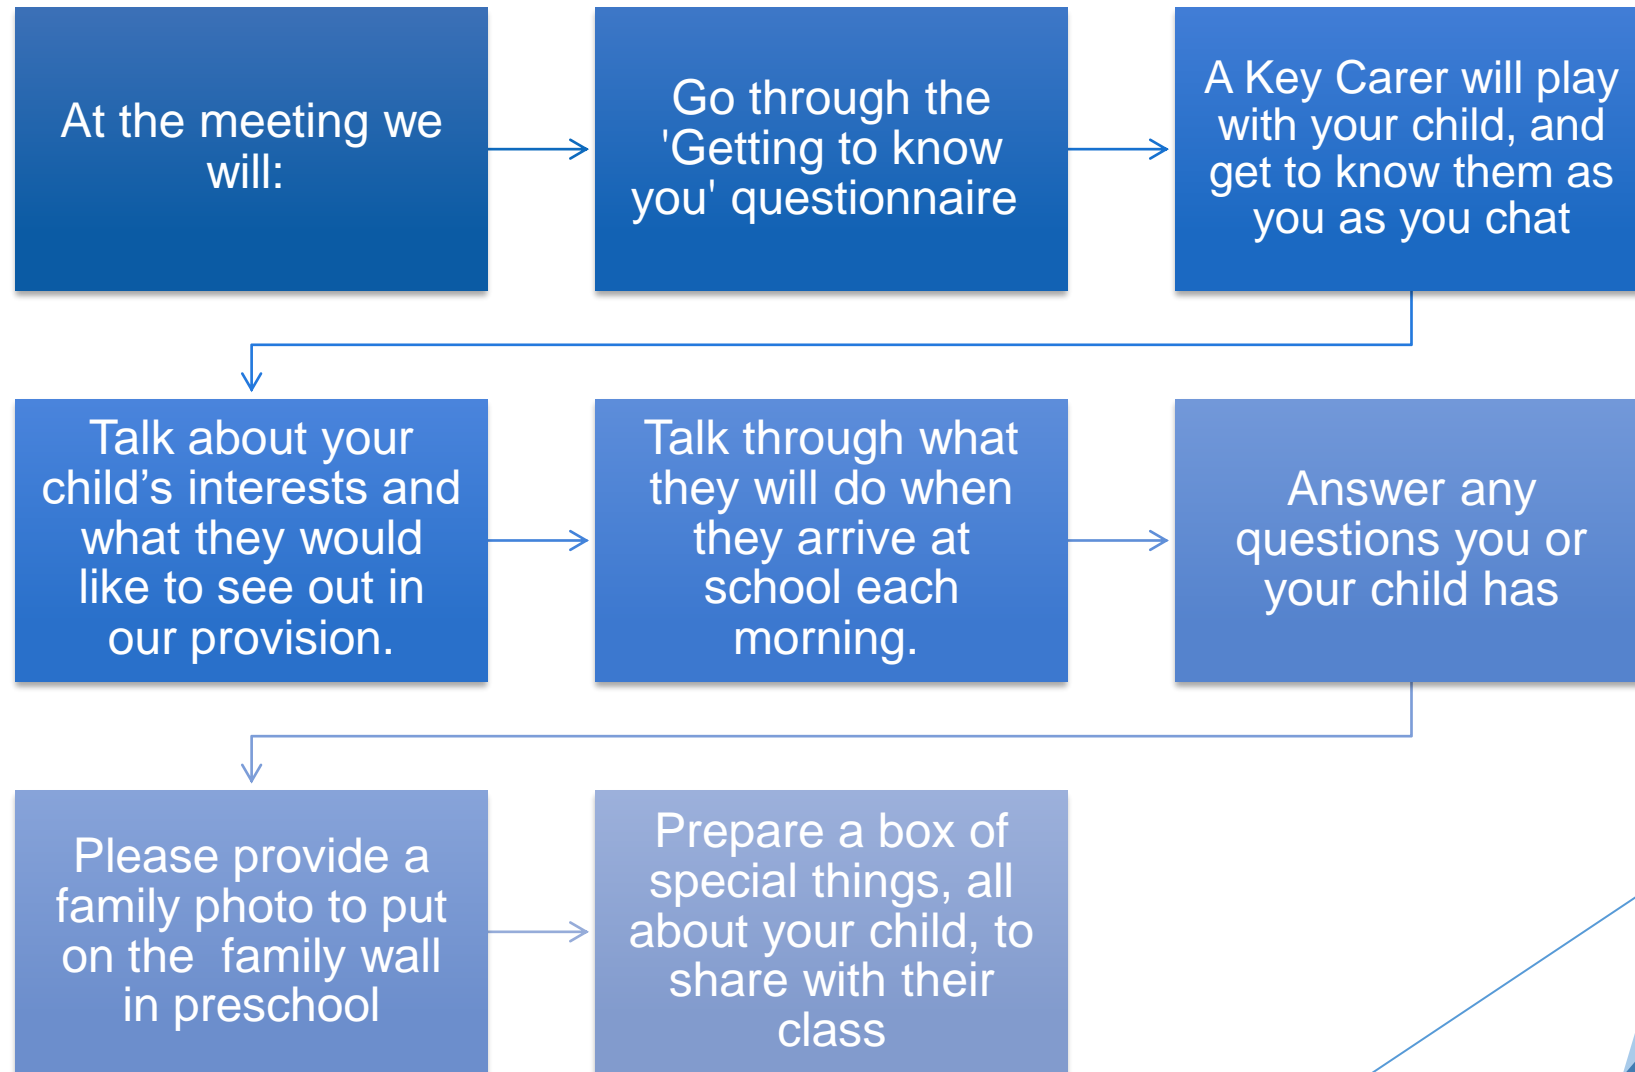 At the meeting we
will:
Go through the
'Getting to know
you' questionnaire
A Key Carer will play
with your child, and
get to know them as
you as you chat
Talk about your
child’s interests and
what they would
like to see out in
our provision.
Talk through what
they will do when
they arrive at
school each
morning.
Answer any
questions you or
your child has
Please provide a
family photo to put
on the  family wall
in preschool
Prepare a box of
special things, all
about your child, to
share with their
class